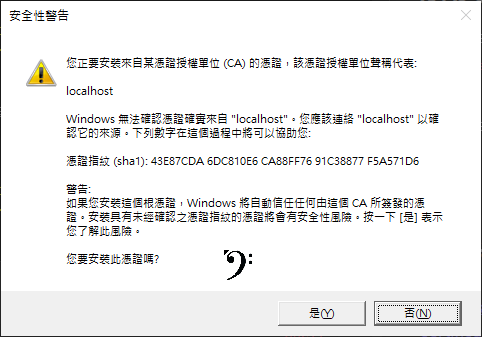 安全性警告
您正要安裝來自某憑證授權單位 (CA) 的憑證，該憑證授權單位聲稱代表:
localhost
Windows 無法確認憑證確實來自 "localhost"。您應該連絡 "localhost" 以確
認它的來源。下列數字在這個過程中將可以協助您:
憑證指紋 (sha1): 43E87CDA 6DC810E6 CA88FF76 91C38877 F5A571D6
警告:
如果您安裝這個根憑證，Windows 將自動信任任何由這個 CA 所簽發的憑
證。安裝具有未經確認之憑證指紋的憑證將會有安全性風險。按一下 [是] 表示
您了解此風險。
您要安裝此憑證嗎?
是(Y)
否(N)